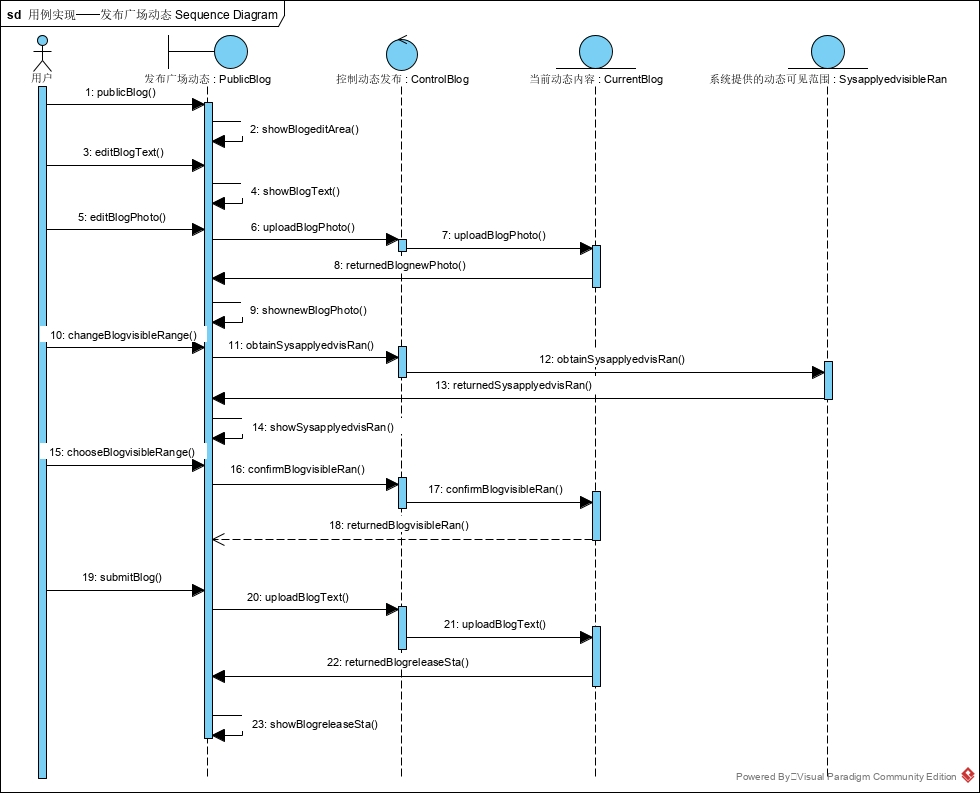 sd 用例实现——发布广场动态 Sequence Diagram
用户
发布广场动态 : PublicBlog
控制动态发布 : ControlBlog
当前动态内容 : CurrentBlog
系统提供的动态可见范围 : SysapplyedvisibleRan
1: publicBlog()
2: showBlogeditArea()
3: editBlogText()
4: showBlogText()
5: editBlogPhoto()
6: uploadBlogPhoto()
7: uploadBlogPhoto()
8: returnedBlognewPhoto()
9: shownewBlogPhoto()
10: changeBlogvisibleRange()
11: obtainSysapplyedvisRan()
12: obtainSysapplyedvisRan()
13: returnedSysapplyedvisRan()
14: showSysapplyedvisRan()
15: chooseBlogvisibleRange()
16: confirmBlogvisibleRan()
17: confirmBlogvisibleRan()
18: returnedBlogvisibleRan()
19: submitBlog()
20: uploadBlogText()
21: uploadBlogText()
22: returnedBlogreleaseSta()
23: showBlogreleaseSta()
Powered By Visual Paradigm Community Edition